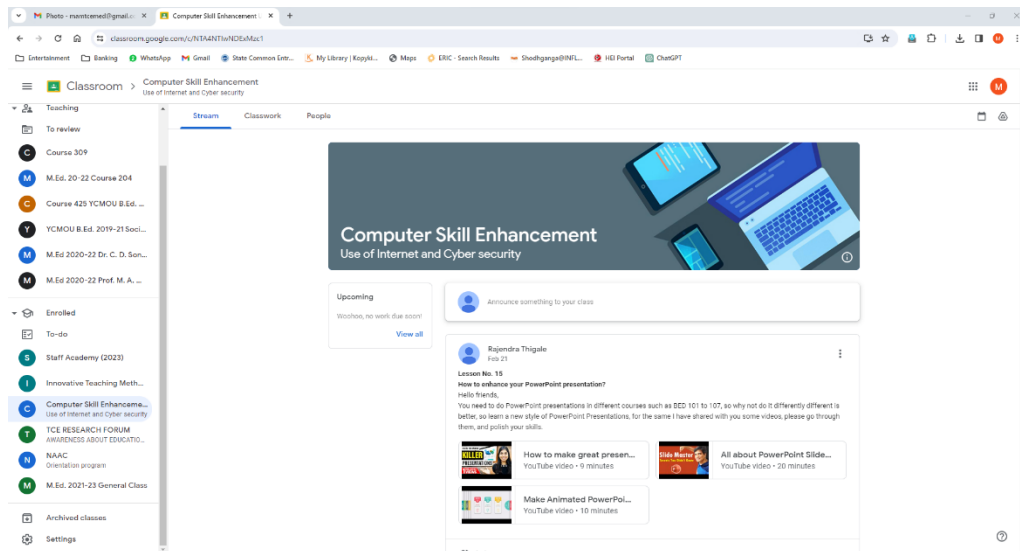 Photo - mamtcemed@gmail.c
Computer Skill Enhancement
classroom.google.com/c/NTA4NTIwNDExMzc1
Entertainment
Banking
WhatsApp
Gmail
State Common Entr...
My Library | Kopyki...
Maps
ERIC - Search Results
Shodhganga@INFL...
HEI Portal
ChatGPT
Classroom
Computer Skill Enhancement
Use of Internet and Cyber security
M
Teaching
To review
C Course 309
M M.Ed. 20-22 Course 204
C Course 425 YCMOU B.Ed. ...
Y YCMOU B.Ed. 2019-21 Soci...
M M.Ed 2020-22 Dr. C. D. Son...
M M.Ed 2020-22 Prof. M. A. ...
Enrolled
To-do
S Staff Academy (2023)
I Innovative Teaching Meth...
C Computer Skill Enhanceme...
Use of Internet and Cyber security
T TCE RESEARCH FORUM
AWARENESS ABOUT EDUCATIO...
N NAAC
Orientation program
M M.Ed. 2021-23 General Class
Archived classes
Settings
Stream Classwork People
Computer Skill Enhancement
Use of Internet and Cyber security
Upcoming
Woohoo, no work due soon!
View all
Announce something to your class
Rajendra Thigale
Feb 21
Lesson No. 15
How to enhance your PowerPoint presentation?
Hello friends,
You need to do PowerPoint presentations in different courses such as BED 101 to 107, so why not do it differently different is
better, so learn a new style of PowerPoint Presentations, for the same I have shared with you some videos, please go through
them, and polish your skills.
KILLER
PRESENTATIONS
How to make great presen...
YouTube video • 9 minutes
Slide Master
All about PowerPoint Slide...
YouTube video • 20 minutes
Make Animated PowerPoi...
YouTube video • 10 minutes